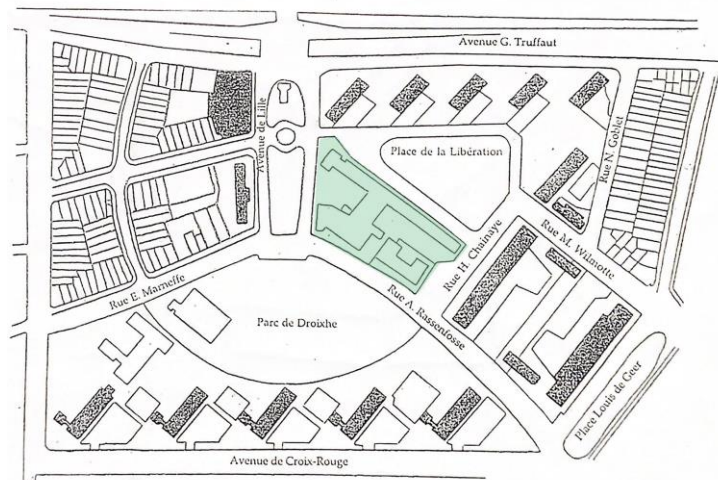 Avenue G. Truffaut
Avenue de Lille
Place de la Libération
Rue N. Goblet
Rue H. Chainaye
Rue M. Wilmotte
Rue E. Marneffe
Rue A. Rassenfosse
Parc de Droixhe
Place Louis de Geer
Avenue de Croix-Rouge